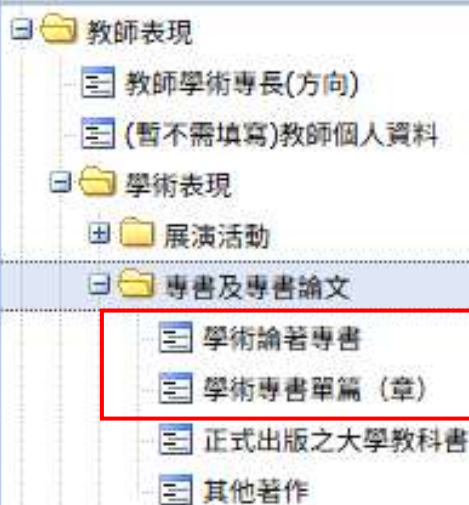 教師表現
教師學術專長(方向)
(暫不需填寫)教師個人資料
學術表現
展演活動
專書及專書論文
學術論著專書
學術專書單篇（章）
正式出版之大學教科書
其他著作